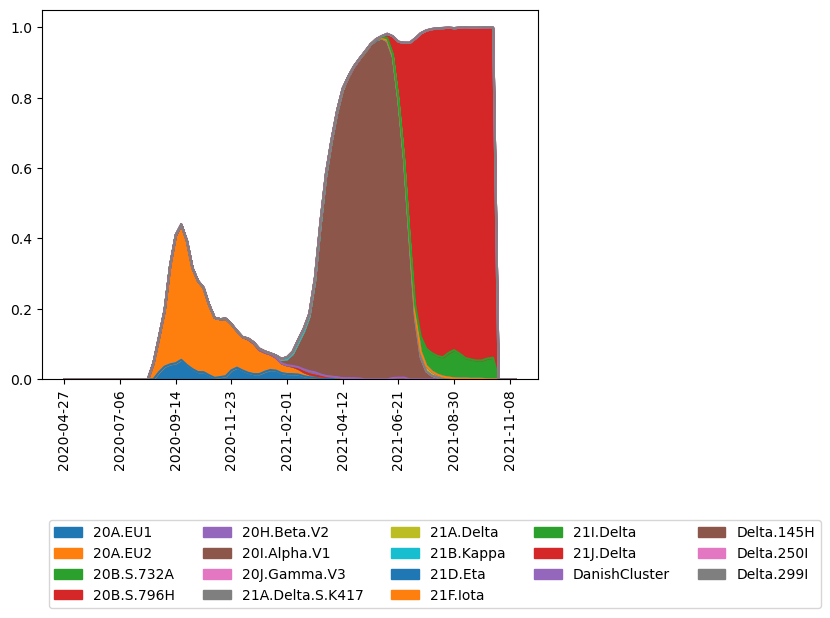 1.0
0.8
0.6
0.4
0.2
0.0
2020-04-27
2020-07-06
2020-09-14
2020-11-23
2021-02-01
2021-04-12
2021-06-21
2021-08-30
2021-11-08
20A.EU1
20A.EU2
20B.S.732A
20B.S.796H
20H.Beta.V2
20I.Alpha.V1
20J.Gamma.V3
21A.Delta.S.K417
21A.Delta
21B.Kappa
21D.Eta
21F.Iota
21I.Delta
21J.Delta
DanishCluster
Delta.145H
Delta.250I
Delta.299I